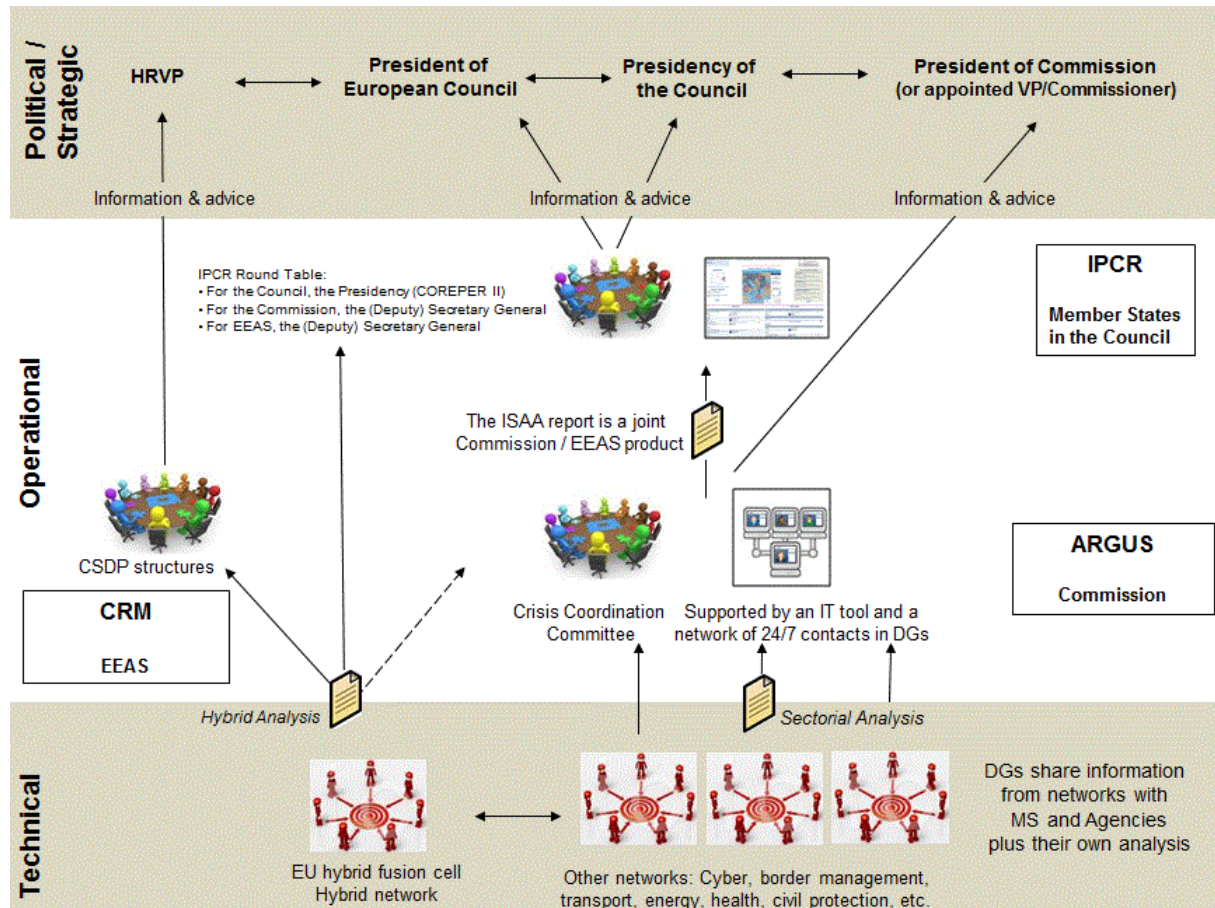 Political /
Strategic
HRVP
President of
European Council
Presidency of
the Council
President of Commission
(or appointed VP/Commissioner)
Information & advice
Information & advice
Information & advice
Operational
IPCR Round Table:
• For the Council, the Presidency (COREPER II)
• For the Commission, the (Deputy) Secretary General
• For EEAS, the (Deputy) Secretary General
IPCR
Member States
in the Council
The ISAA report is a joint
Commission / EEAS product
CSDP structures
CRM
EEAS
Crisis Coordination
Committee
Supported by an IT tool and a
network of 24/7 contacts in DGs
ARGUS
Commission
Hybrid Analysis
Sectorial Analysis
Technical
EU hybrid fusion cell
Hybrid network
Other networks: Cyber, border management,
transport, energy, health, civil protection, etc.
DGs share information
from networks with
MS and Agencies
plus their own analysis